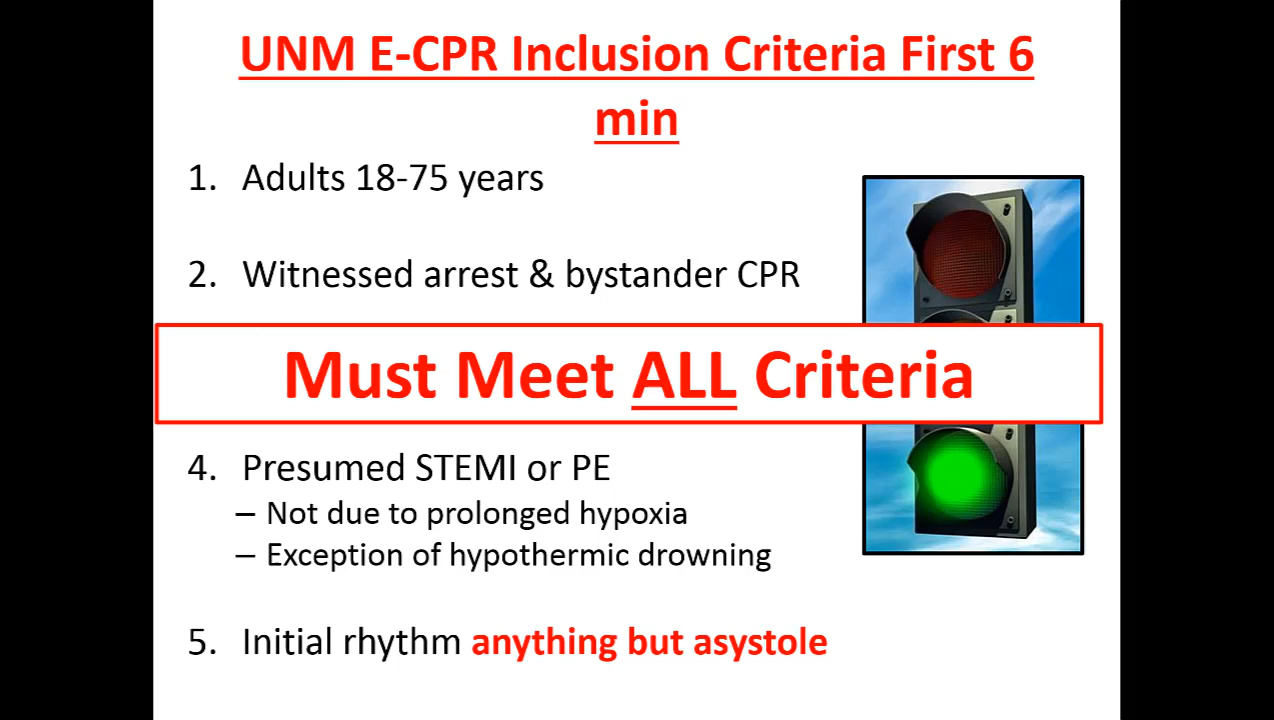 UNM E-CPR Inclusion Criteria First 6
min
1. Adults 18-75 years
2. Witnessed arrest & bystander CPR
Must Meet ALL Criteria
4. Presumed STEMI or PE
– Not due to prolonged hypoxia
– Exception of hypothermic drowning
5. Initial rhythm anything but asystole